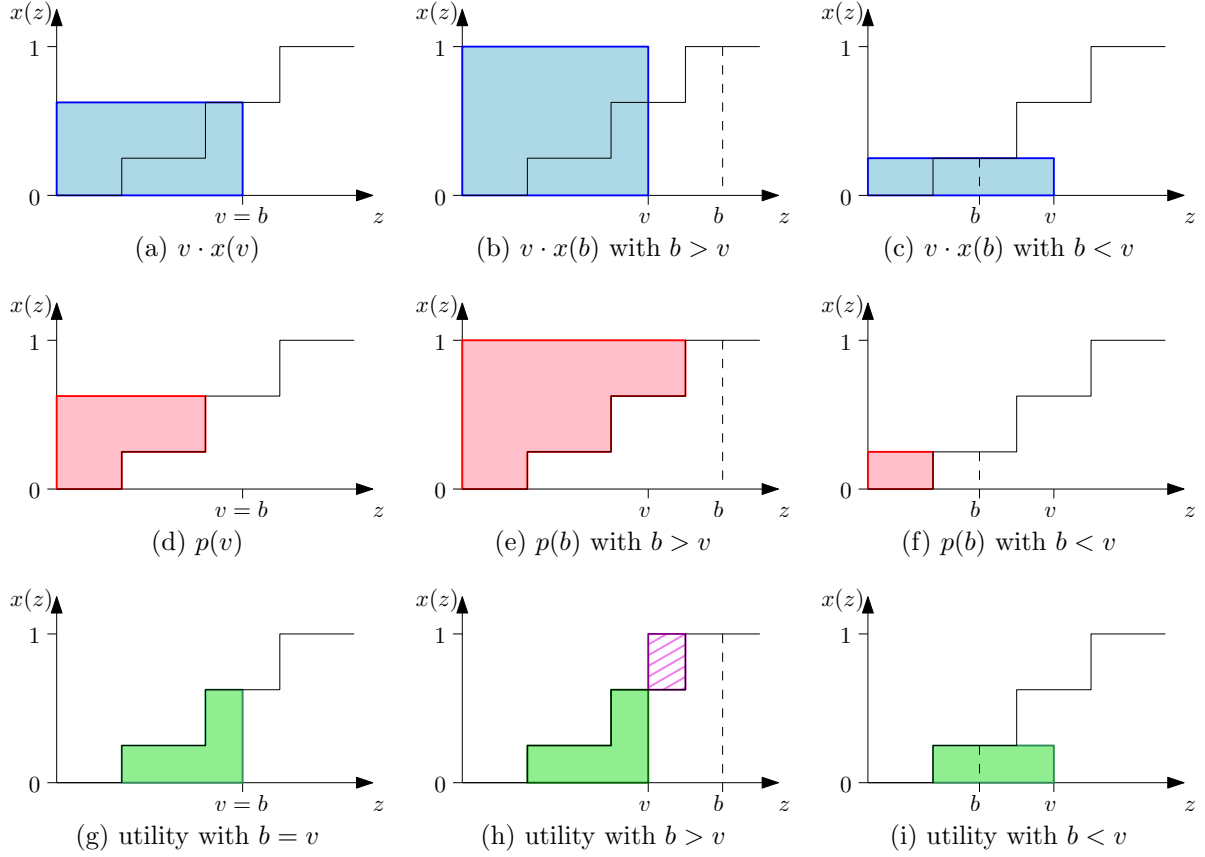 x(z) x(z) x(z)
1 1 1
0 0 0
v = b z v b z b v z
(a) v · x(v) (b) v · x(b) with b > v (c) v · x(b) with b < v
x(z) x(z) x(z)
1 1 1
0 0 0
v = b z v b z b v z
(d) p(v) (e) p(b) with b > v (f) p(b) with b < v
x(z) x(z) x(z)
1 1 1
0 0 0
v = b z v b z b v z
(g) utility with b = v (h) utility with b > v (i) utility with b < v